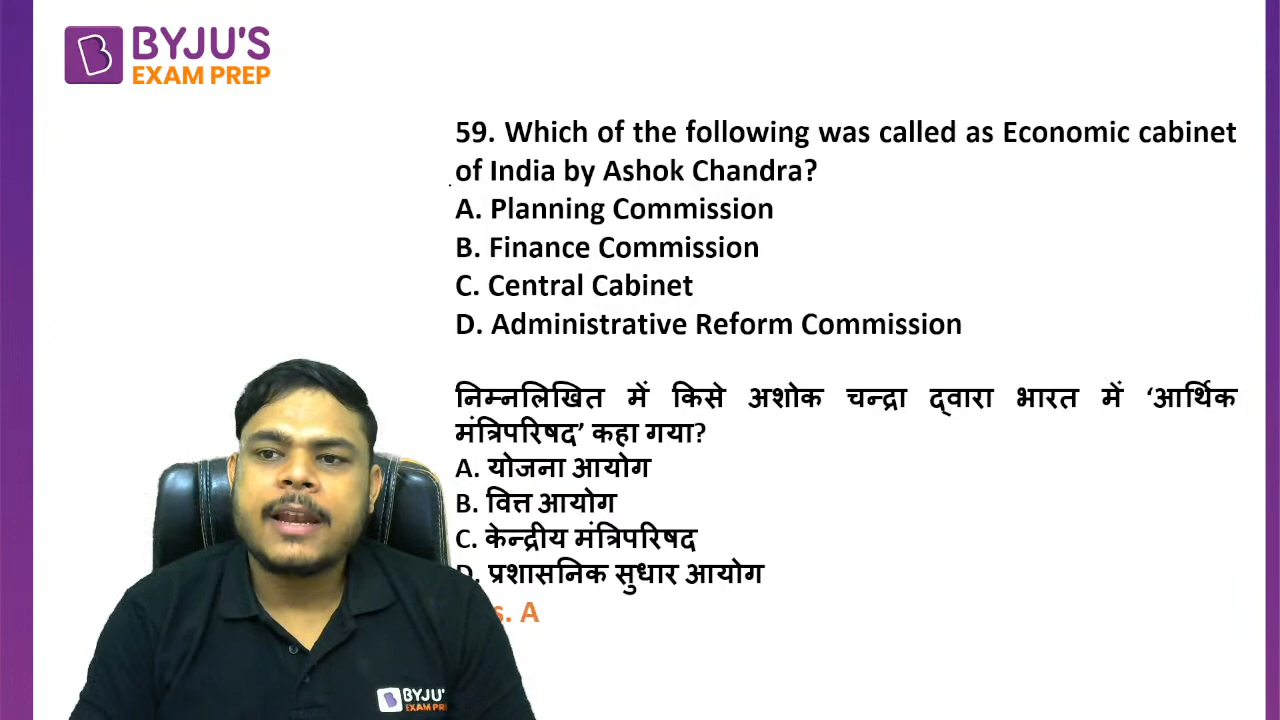 BYJU'S
EXAM PREP
59. Which of the following was called as Economic cabinet
of India by Ashok Chandra?
A. Planning Commission
B. Finance Commission
C. Central Cabinet
D. Administrative Reform Commission
निम्नलिखित में किसे अशोक चन्द्रा द्वारा भारत में ‘आर्थिक
मंत्रिपरिषद’ कहा गया?
A. योजना आयोग
B. वित्त आयोग
C. केन्द्रीय मंत्रिपरिषद
D. प्रशासनिक सुधार आयोग
s. A
BYJU'S
EXAM PRE